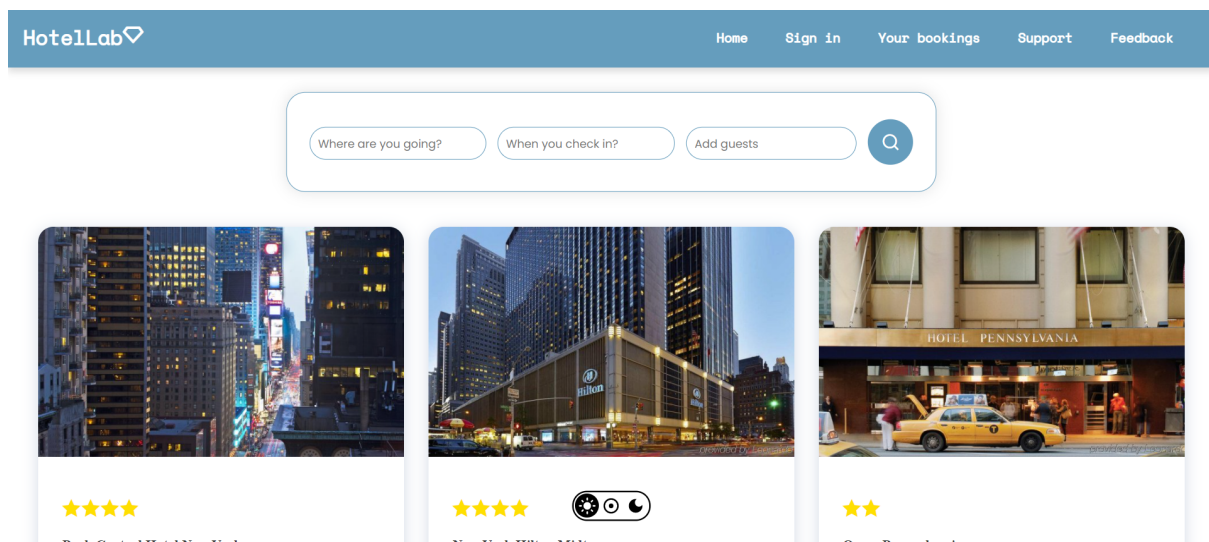 HotelLab
Home Sign in Your bookings Support Feedback
Where are you going? When you check in? Add guests
HOTEL PENNSYLVANIA
Hilton